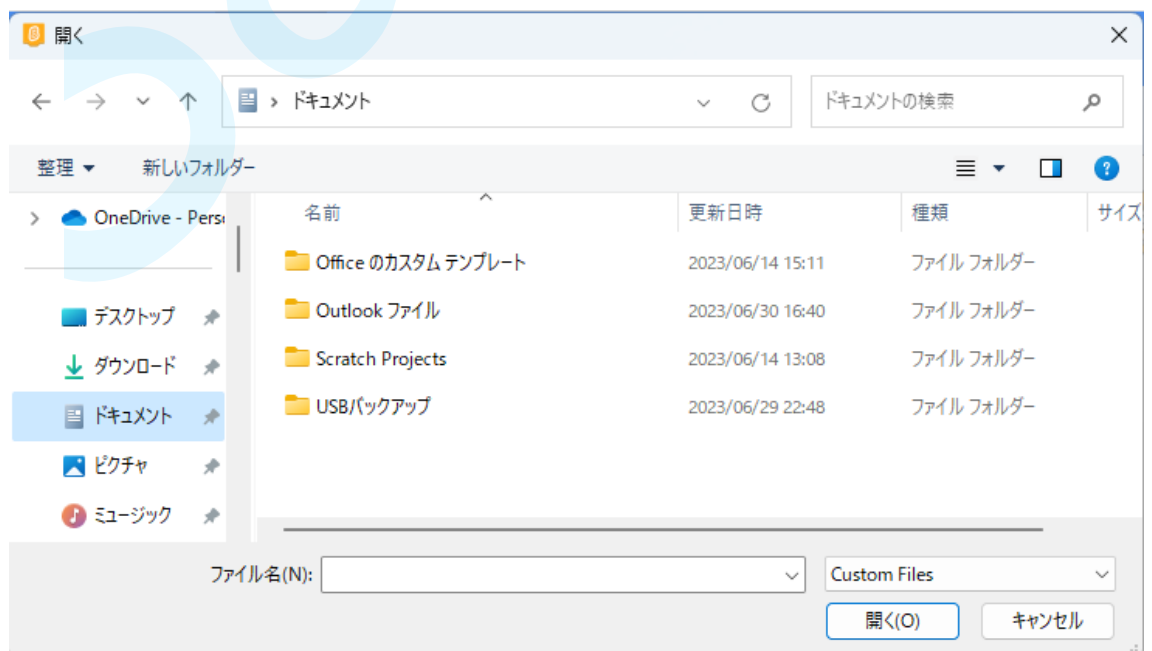 開く
ドキュメント
ドキュメントの検索
整理
新しいフォルダー
OneDrive - Pers
名前
更新日時
種類
サイズ
Office のカスタム テンプレート
2023/06/14 15:11
ファイル フォルダー
Outlook ファイル
2023/06/30 16:40
ファイル フォルダー
デスクトップ
Scratch Projects
2023/06/14 13:08
ファイル フォルダー
ダウンロード
USBバックアップ
2023/06/29 22:48
ファイル フォルダー
ドキュメント
ピクチャ
ミュージック
ファイル名(N):
Custom Files
開く(O)
キャンセル